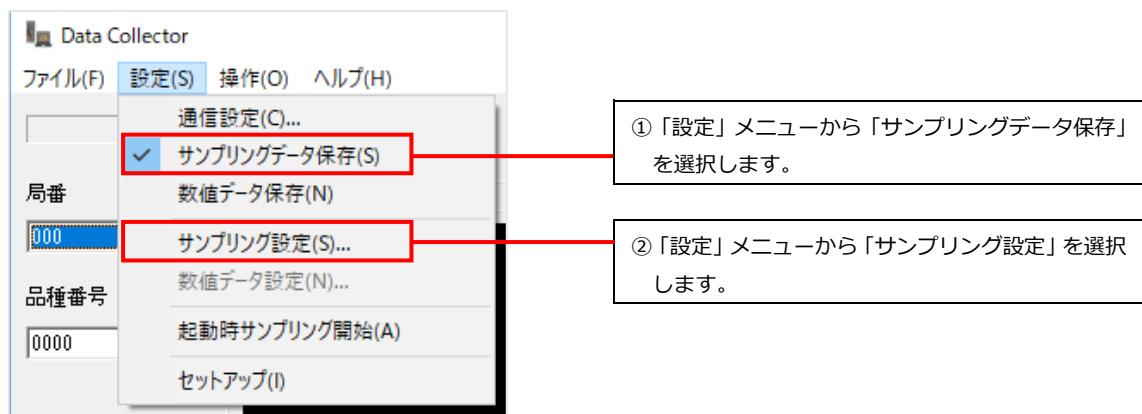 Data Collector
ファイル(F) 設定(S) 操作(O) ヘルプ(H)
通信設定(C)...
サンプリングデータ保存(S)
局番
数値データ保存(N)
000
サンプリング設定(S)...
数値データ設定(N)...
品種番号
起動時サンプリング開始(A)
0000
セットアップ(I)
①「設定」メニューから「サンプリングデータ保存」
を選択します。
②「設定」メニューから「サンプリング設定」を選択
します。